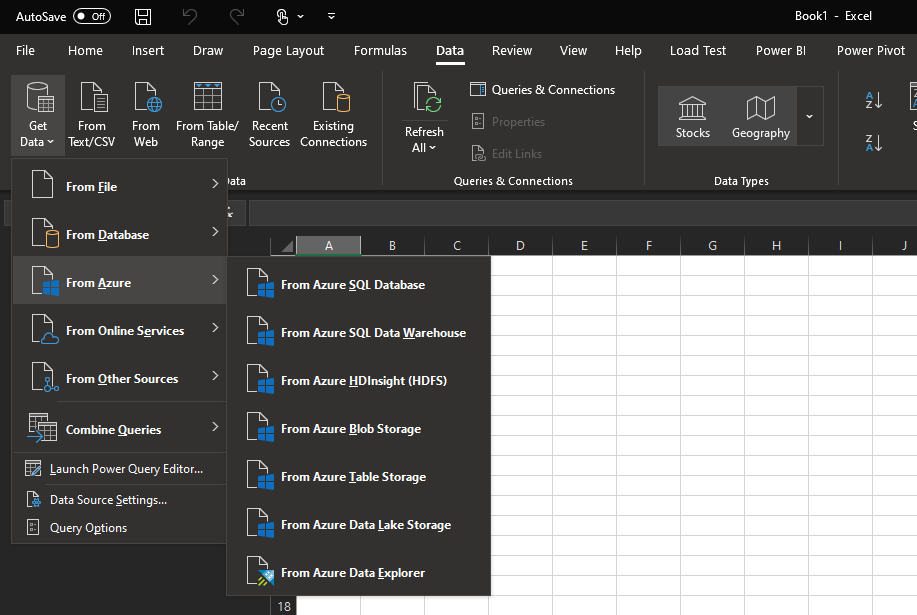 AutoSave Off
Book1 - Excel
File Home Insert Draw Page Layout Formulas Data Review View Help Load Test Power BI Power Pivot
Get Data
From Text/CSV
From Web
From Table/ Range
Recent Sources
Existing Connections
Refresh All
Queries & Connections
Properties
Edit Links
Stocks
Geography
Data
Queries & Connections
Data Types
From File
From Database
From Azure
From Online Services
From Other Sources
Combine Queries
Launch Power Query Editor...
Data Source Settings...
Query Options
A B C D E F G H I J
From Azure SQL Database
From Azure SQL Data Warehouse
From Azure HDInsight (HDFS)
From Azure Blob Storage
From Azure Table Storage
From Azure Data Lake Storage
From Azure Data Explorer
18